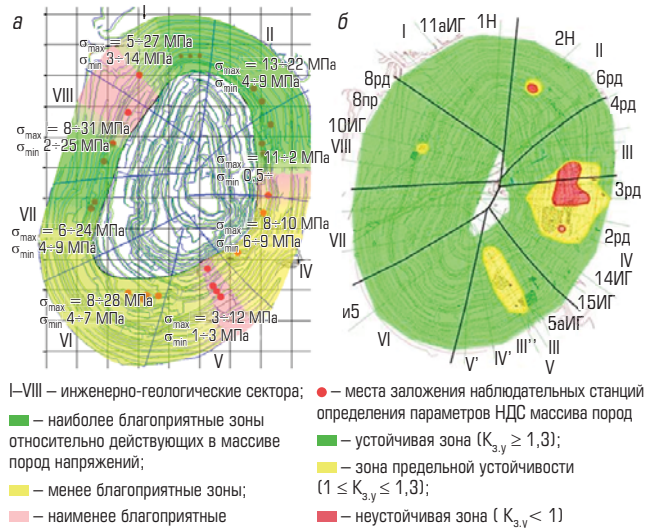 а
I
σmax = 5÷27 МПа
σmin 3÷14 МПа
II
σmax = 13÷22 МПа
σmin 4÷9 МПа
VIII
σmax = 8÷31 МПа
σmin 2÷25 МПа
σmax = 11÷2 МПа
σmin 0,5÷
VII
σmax = 6÷24 МПа
σmin 4÷9 МПа
σmax = 8÷10 МПа
σmin 6÷9 МПа
IV
σmax = 8÷28 МПа
σmin 4÷7 МПа
σmax = 3÷12 МПа
σmin 1÷3 МПа
VI
V
б
I
11аИГ
1Н
2Н
II
8рд
6рд
8пр
4рд
10ИГ
VIII
III
3рд
VII
2рд
IV
14ИГ
и5
15ИГ
5аИГ
VI
V'
IV'
III''
III
V
I–VIII – инженерно-геологические сектора;
– наиболее благоприятные зоны
относительно действующих в массиве
пород напряжений;
– менее благоприятные зоны;
– наименее благоприятные
– места заложения наблюдательных станций
определения параметров НДС массива пород
– устойчивая зона (Kз.у ≥ 1,3);
– зона предельной устойчивости
(1 ≤ Kз.у ≤ 1,3);
– неустойчивая зона ( Kз.у < 1)